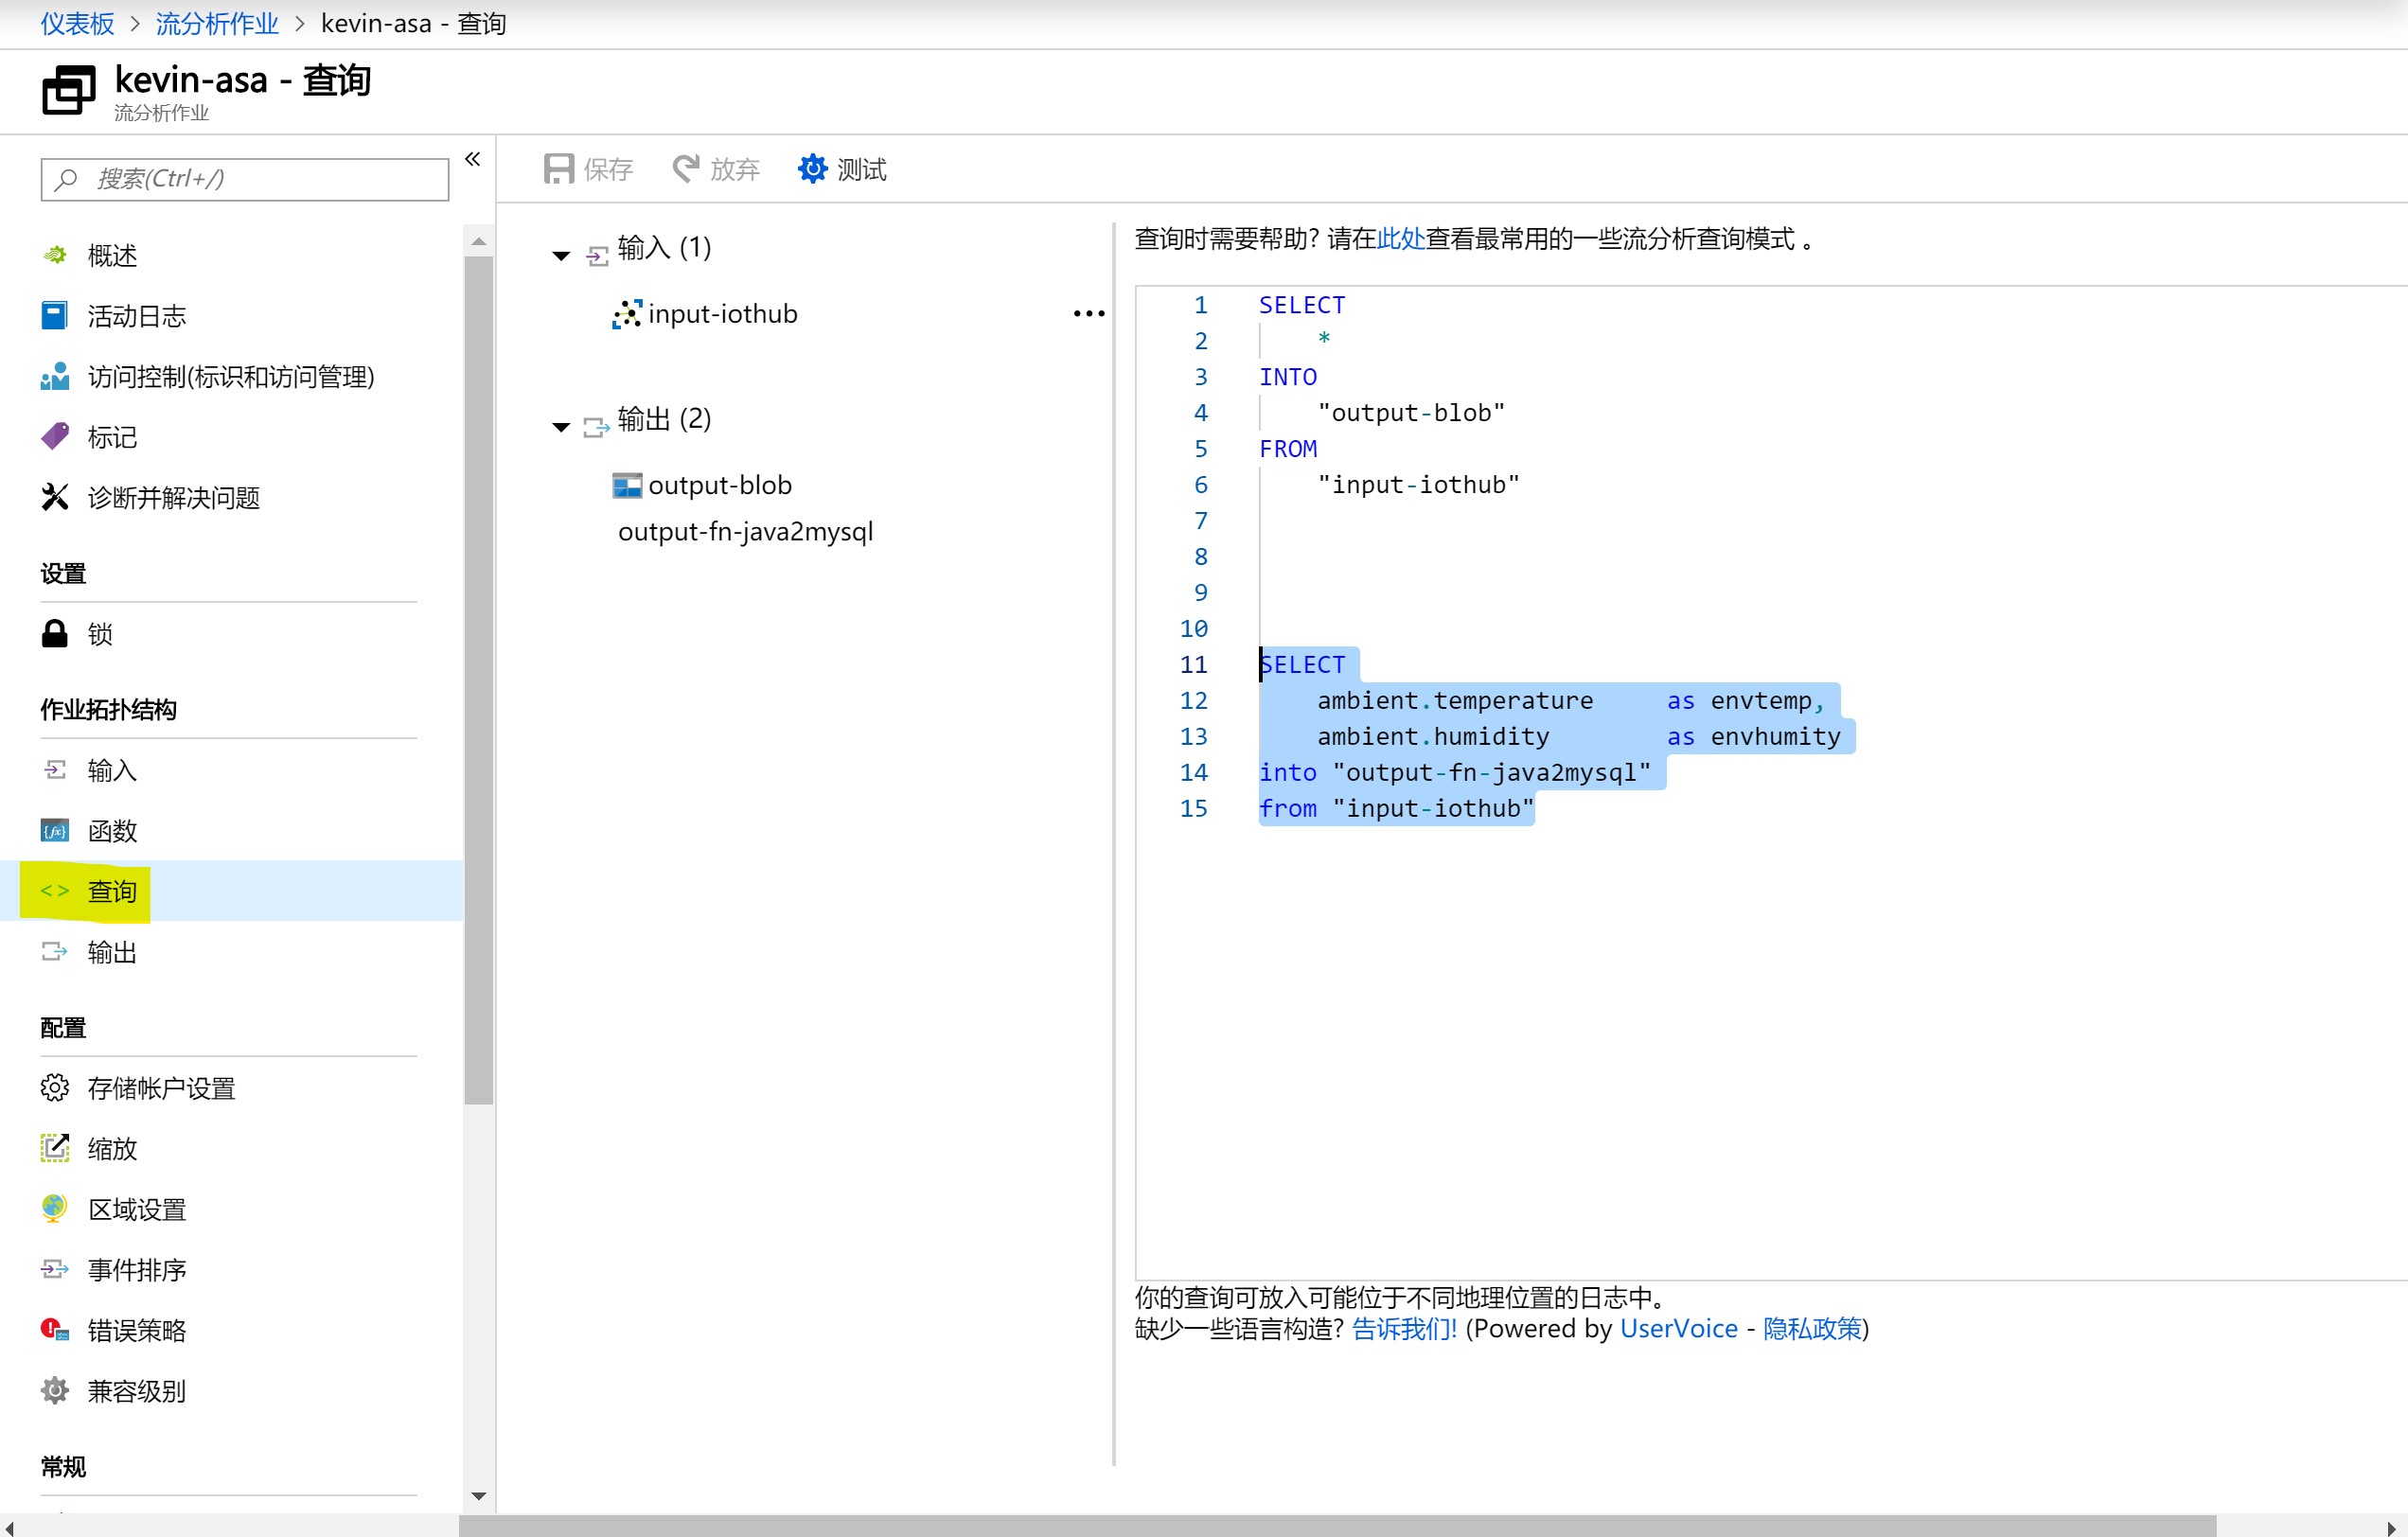 仪表板 > 流分析作业 > kevin-asa - 查询
kevin-asa - 查询
流分析作业
搜索(Ctrl+/)
«
概述
活动日志
访问控制(标识和访问管理)
标记
诊断并解决问题
设置
锁
作业拓扑结构
输入
函数
查询
输出
配置
存储帐户设置
缩放
区域设置
事件排序
错误策略
兼容级别
常规
保存 放弃 测试
输入 (1)
input-iothub
输出 (2)
output-blob
output-fn-java2mysql
查询时需要帮助? 请在此处查看最常用的一些流分析查询模式 。
1 SELECT
2 *
3 INTO
4 "output-blob"
5 FROM
6 "input-iothub"
7
8
9
10
11 SELECT
12 ambient.temperature as envtemp,
13 ambient.humidity as envhumity
14 into "output-fn-java2mysql"
15 from "input-iothub"
你的查询可放入可能位于不同地理位置的日志中。
缺少一些语言构造? 告诉我们! (Powered by UserVoice - 隐私政策)